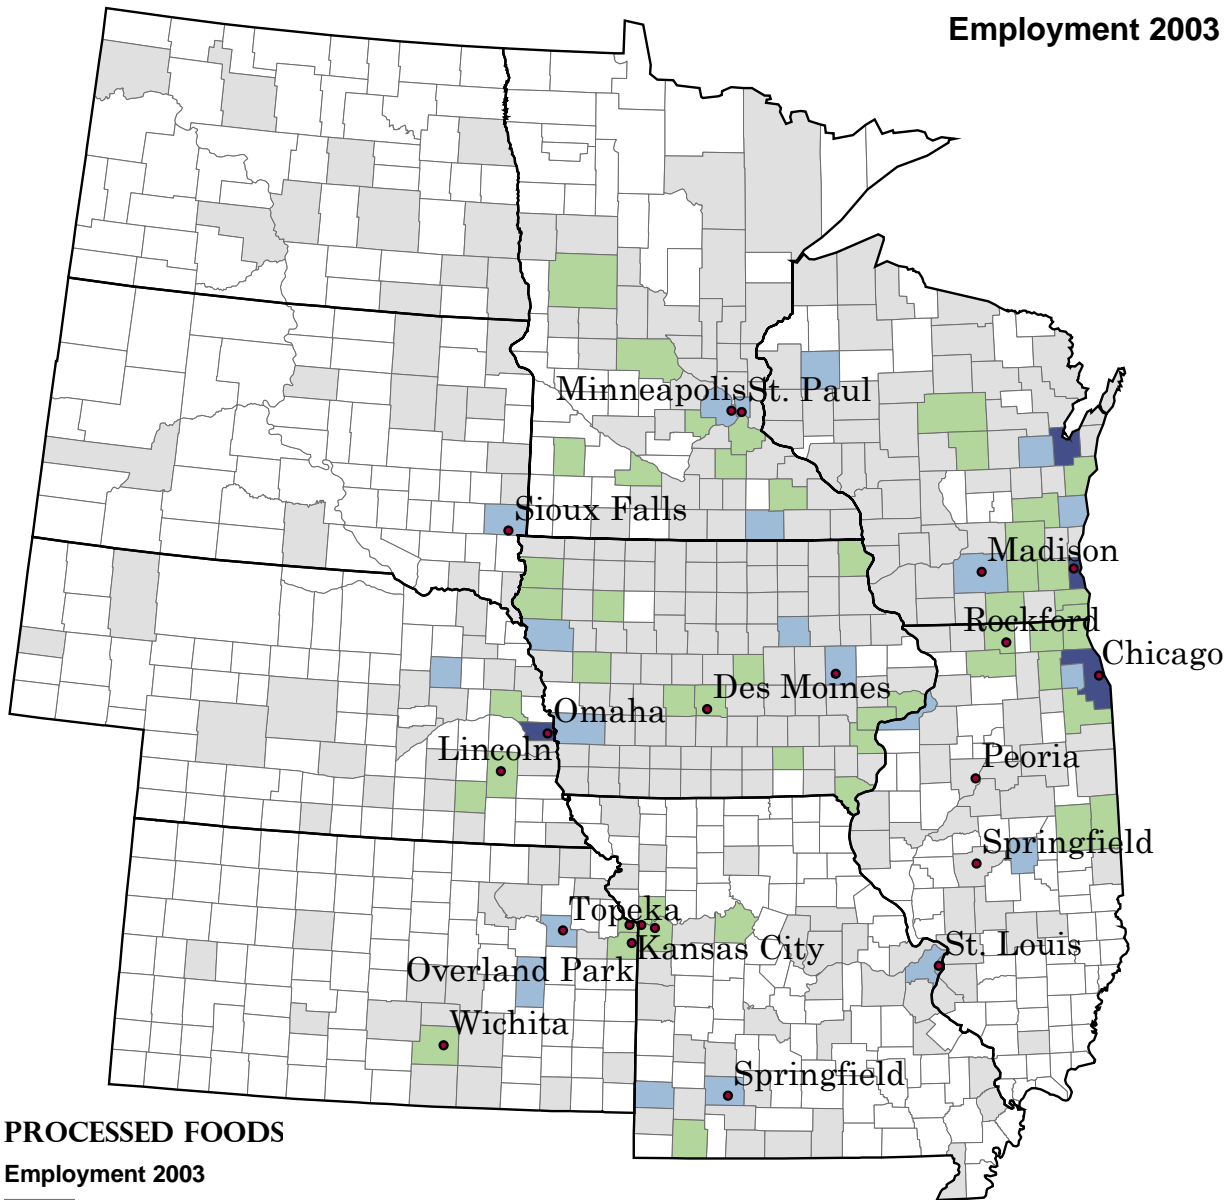 Employment 2003
Minneapolis
St. Paul
Sioux Falls
Madison
Rockford
Chicago
Des Moines
Omaha
Lincoln
Peoria
Springfield
Topeka
Kansas City
St. Louis
Overland Park
Wichita
Springfield
PROCESSED FOODS
Employment 2003